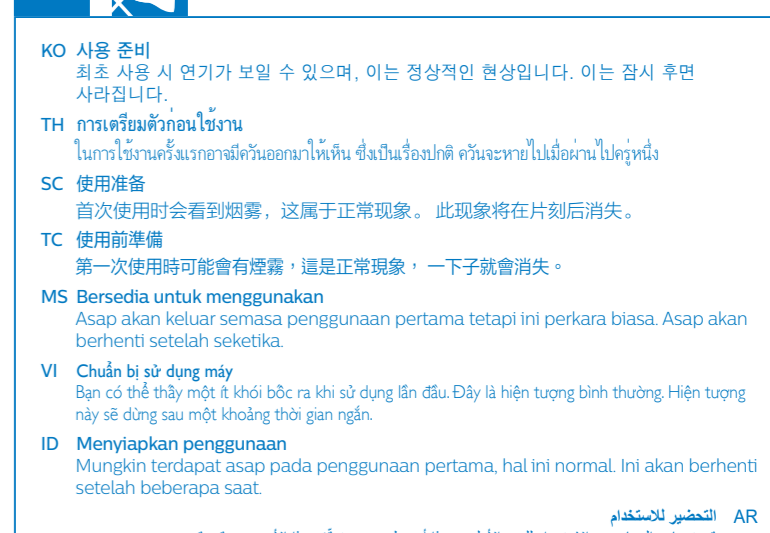 KO 사용 준비
최초 사용 시 연기가 보일 수 있으며, 이는 정상적인 현상입니다. 이는 잠시 후면
사라집니다.
TH การเตรียมตัวก่อนใช้งาน
ในการใช้งานครั้งแรกอาจมีควันออกมาให้เห็น ซึ่งเป็นเรื่องปกติ ควันจะหายไปเมื่อผ่านไปครู่หนึ่ง
SC 使用准备
首次使用时会看到烟雾，这属于正常现象。 此现象将在片刻后消失。
TC 使用前準備
第一次使用時可能會有煙霧，這是正常現象， 一下子就會消失。
MS Bersedia untuk menggunakan
Asap akan keluar semasa penggunaan pertama tetapi ini perkara biasa. Asap akan
berhenti setelah seketika.
VI Chuẩn bị sử dụng máy
Bạn có thể thấy một ít khói bốc ra khi sử dụng lần đầu. Đây là hiện tượng bình thường. Hiện tượng
này sẽ dừng sau một khoảng thời gian ngắn.
ID Menyiapkan penggunaan
Mungkin terdapat asap pada penggunaan pertama, hal ini normal. Ini akan berhenti
setelah beberapa saat.
AR التحضير للاستخدام